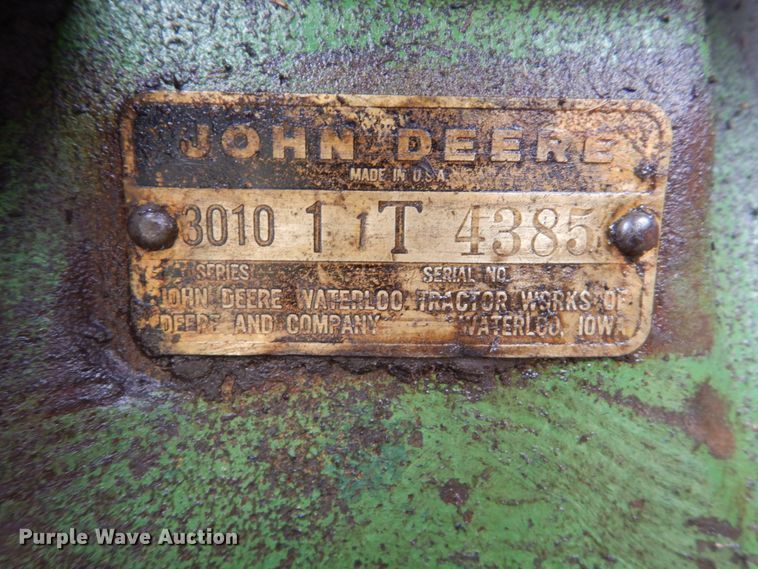 JOHN DEERE
MADE IN U.S.A.
3010 1 1T 4385
SERIES SERIAL NO.
JOHN DEERE WATERLOO TRACTOR WORKS OF
DEERE AND COMPANY WATERLOO, IOWA
Purple Wave Auction®